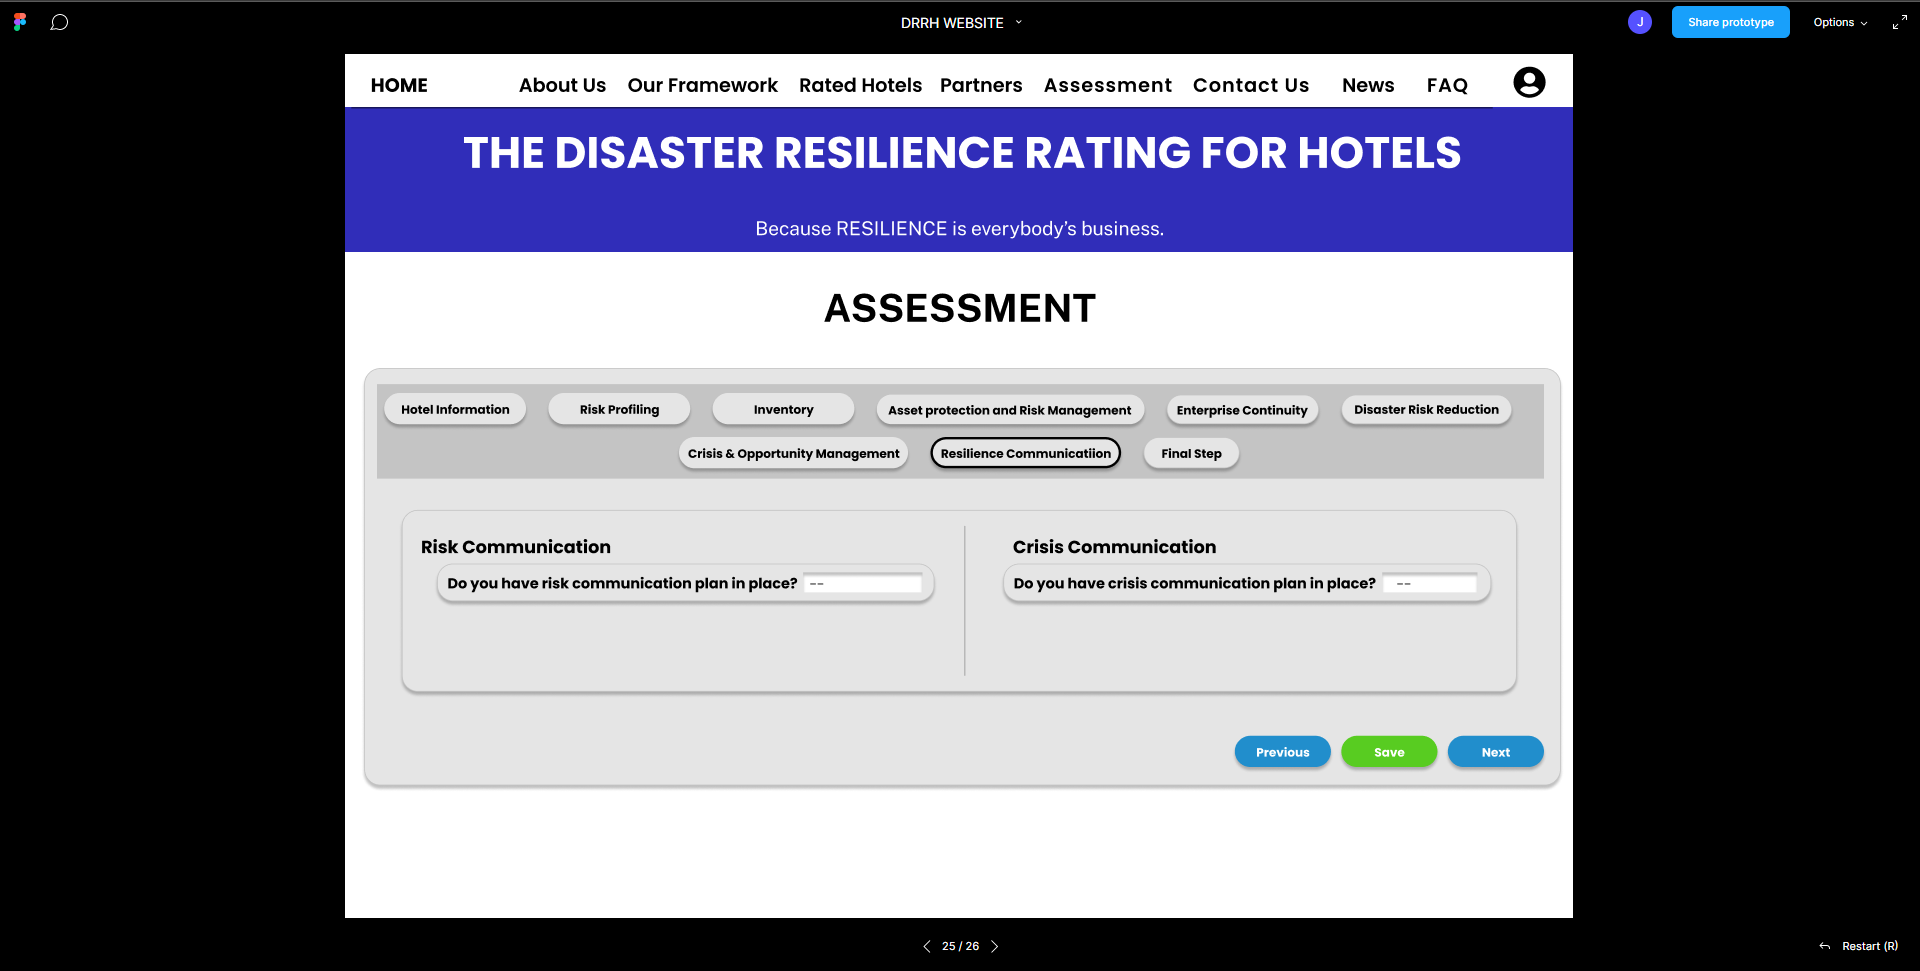 DRRH WEBSITE
J
Share prototype
Options
HOME About Us Our Framework Rated Hotels Partners Assessment Contact Us News FAQ
THE DISASTER RESILIENCE RATING FOR HOTELS
Because RESILIENCE is everybody's business.
ASSESSMENT
Hotel Information Risk Profiling Inventory Asset protection and Risk Management Enterprise Continuity Disaster Risk Reduction
Crisis & Opportunity Management Resilience Communicatiion Final Step
Risk Communication
Do you have risk communication plan in place? --
Crisis Communication
Do you have crisis communication plan in place? --
Previous Save Next
25 / 26
Restart (R)